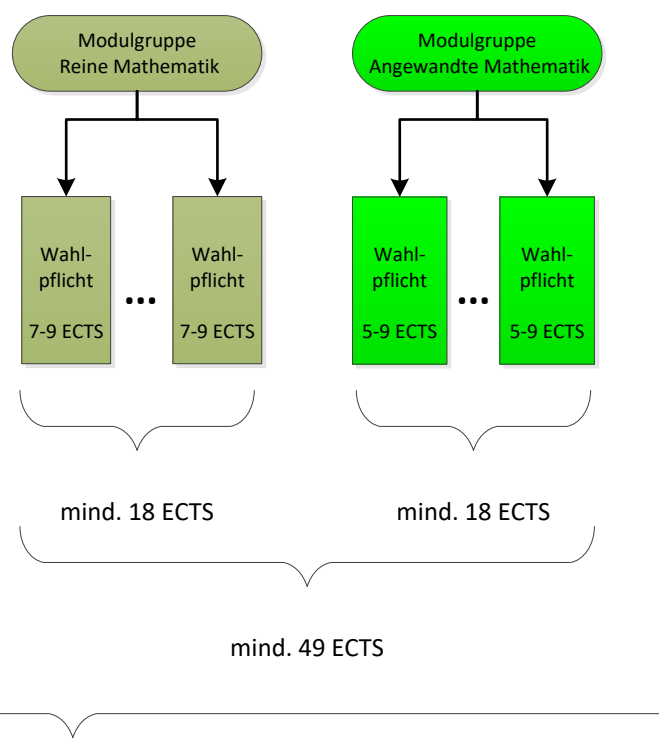 Modulgruppe
Reine Mathematik
Modulgruppe
Angewandte Mathematik
Wahl-
pflicht
7-9 ECTS
...
Wahl-
pflicht
7-9 ECTS
Wahl-
pflicht
5-9 ECTS
...
Wahl-
pflicht
5-9 ECTS
mind. 18 ECTS
mind. 18 ECTS
mind. 49 ECTS